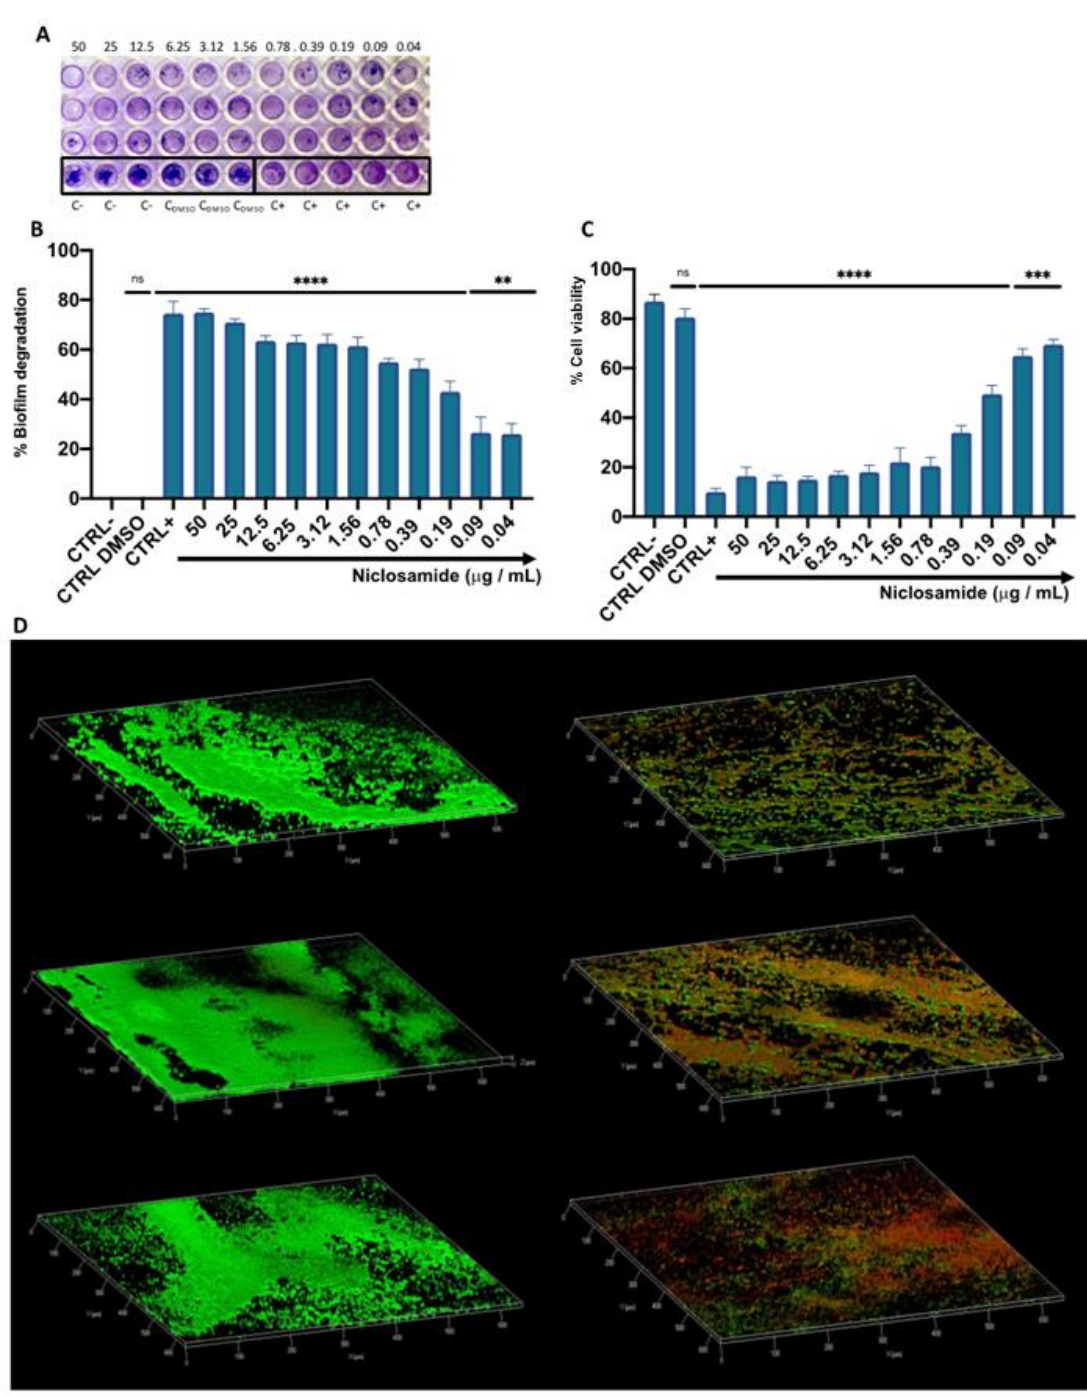 A
50 25 12.5 6.25 3.12 1.56 0.78 . 0.39 0.19 0.09 0.04
C- C- C- CDMSO CDMSO CDMSO C+ C+ C+ C+ C+
B
100
80
60
40
20
0
% Biofilm degradation
ns
****
**
CTRL-
CTRL DMSO
CTRL+
50
25
12.5
6.25
3.12
1.56
0.78
0.39
0.19
0.09
0.04
Niclosamide (μg / mL)
C
100
80
60
40
20
0
% Cell viability
ns
****
***
CTRL-
CTRL DMSO
CTRL+
50
25
12.5
6.25
3.12
1.56
0.78
0.39
0.19
0.09
0.04
Niclosamide (μg / mL)
D